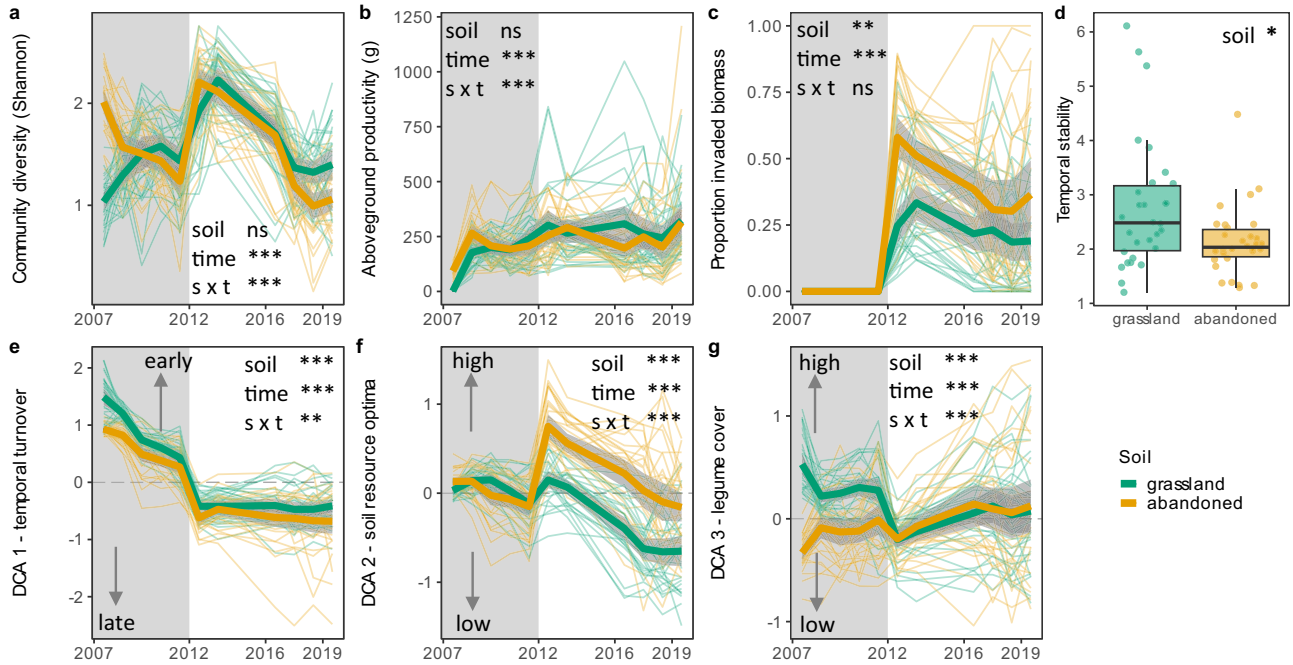 a
Community diversity (Shannon)
2
1
soil ns
time ***
s x t ***
2007 2012 2016 2019
b
Aboveground productivity (g)
1250
1000
750
500
250
0
soil ns
time ***
s x t ***
2007 2012 2016 2019
c
Proportion invaded biomass
1.00
0.75
0.50
0.25
0.00
soil **
time ***
s x t ns
2007 2012 2016 2019
d
Temporal stability
6
5
4
3
2
1
soil *
grassland abandoned
e
DCA 1 - temporal turnover
2
1
0
-1
-2
early
late
soil ***
time ***
s x t **
2007 2012 2016 2019
f
DCA 2 - soil resource optima
1
0
-1
high
low
soil ***
time ***
s x t ***
2007 2012 2016 2019
g
DCA 3 - legume cover
1
0
-1
high
low
soil ***
time ***
s x t ***
2007 2012 2016 2019
Soil
grassland
abandoned